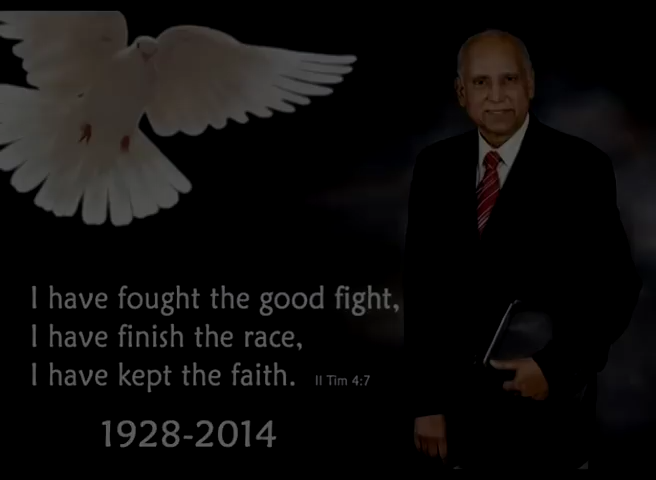 I have fought the good fight,
I have finish the race,
I have kept the faith. II Tim 4:7
1928-2014